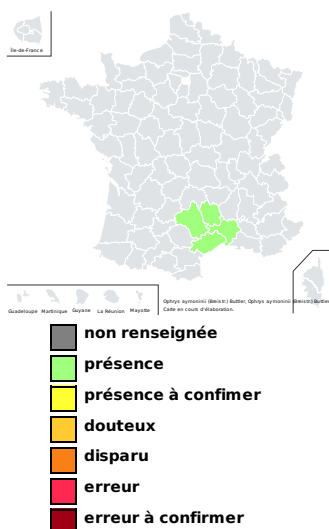 Île-de-France
Guadeloupe Martinique Guyane La Réunion Mayotte
Ophrys aymoninii (Breistr.) Buttler, Ophrys aymoninii (Breistr.) Buttler
Carte en cours d'élaboration.
non renseignée
présence
présence à confimer
douteux
disparu
erreur
erreur à confirmer